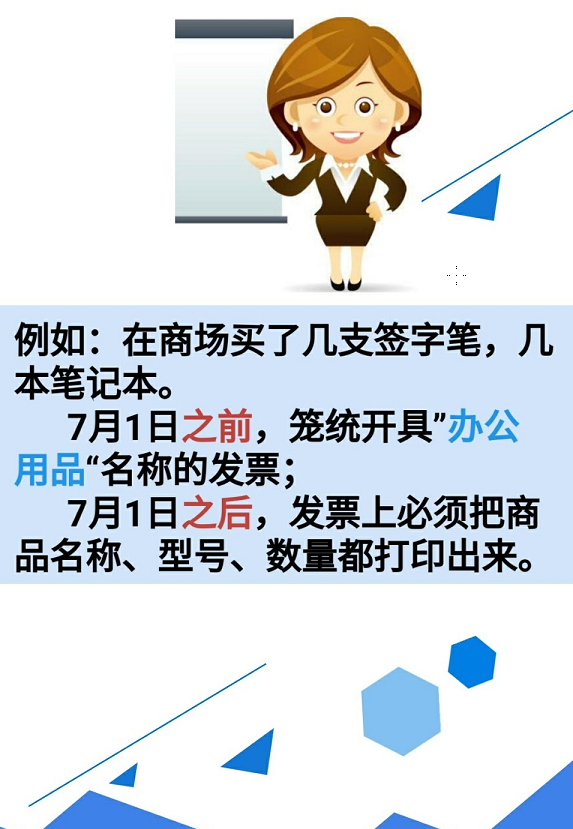 例如：在商场买了几支签字笔，几
本笔记本。
7月1日之前，笼统开具”办公
用品“名称的发票；
7月1日之后，发票上必须把商
品名称、型号、数量都打印出来。